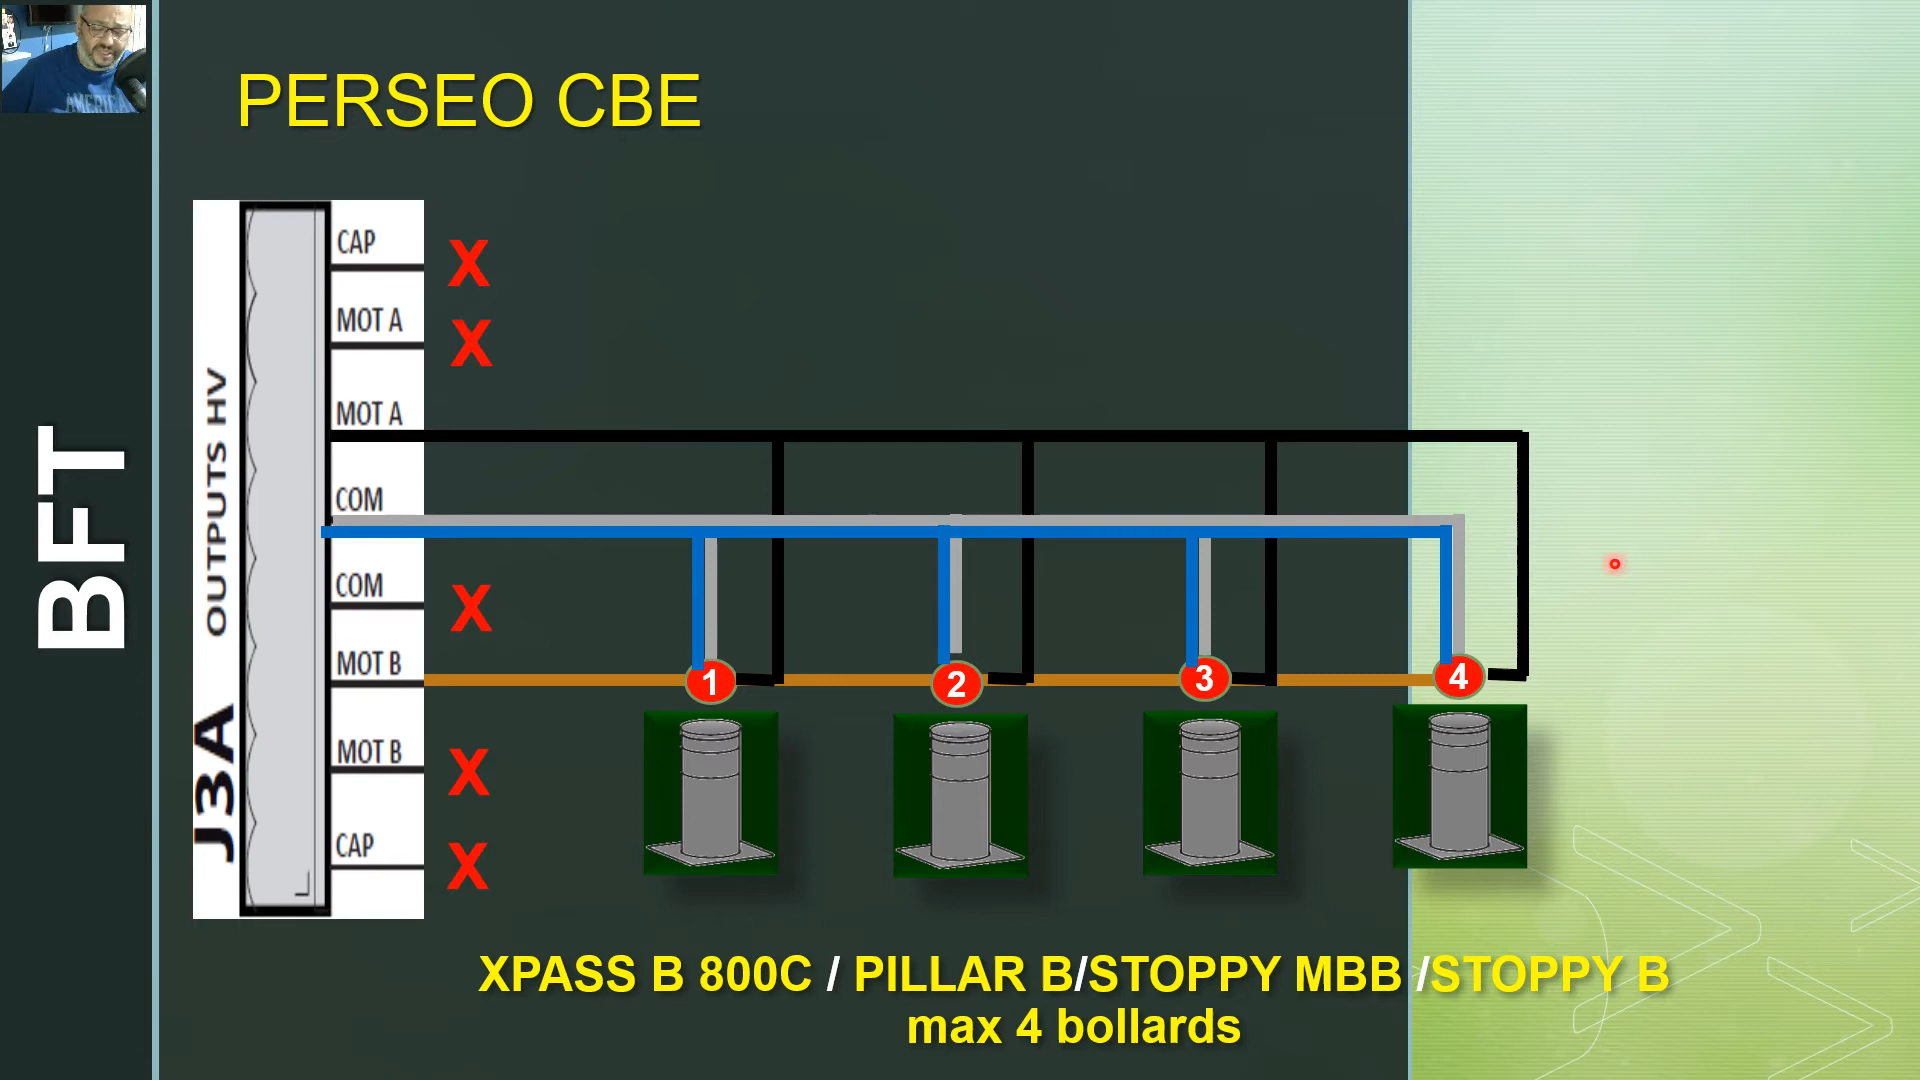 AMERICA
PERSEO CBE
BFT
J3A OUTPUTS HV
CAP
X
MOT A
X
MOT A
COM
COM
X
MOT B
1
2
3
4
MOT B
X
CAP
X
XPASS B 800C / PILLAR B/STOPPY MBB /STOPPY B
max 4 bollards